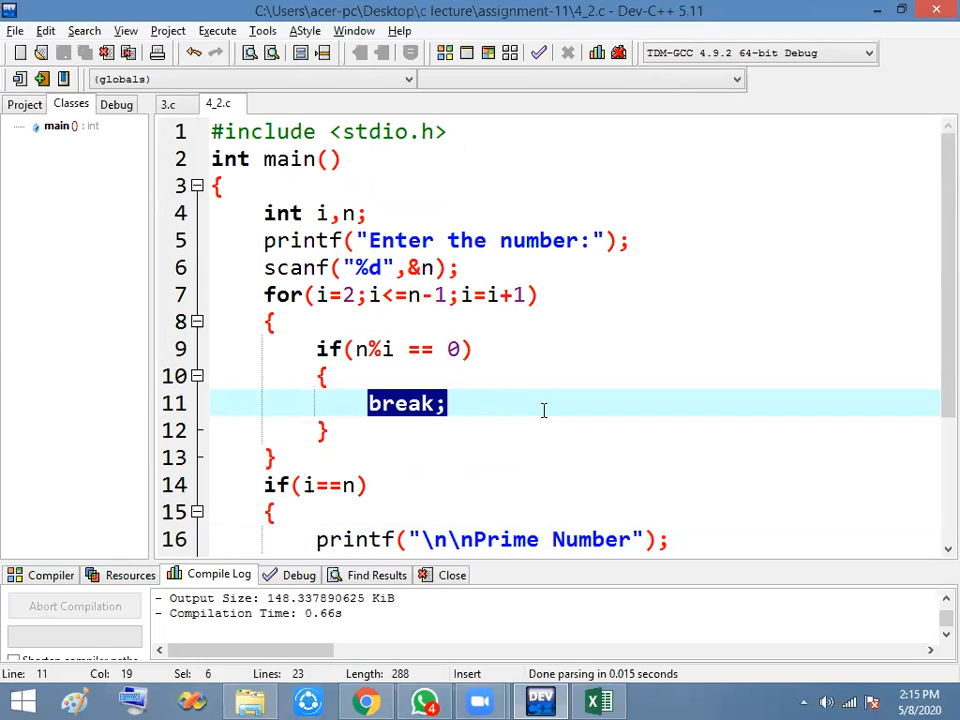 C:\Users\acer-pc\Desktop\c lecture\assignment-11\4_2.c - Dev-C++ 5.11
File Edit Search View Project Execute Tools AStyle Window Help
TDM-GCC 4.9.2 64-bit Debug
(globals)
Project Classes Debug 3.c 4_2.c
main () : int
1 #include <stdio.h>
2 int main()
3 {
4 int i,n;
5 printf("Enter the number:");
6 scanf("%d",&n);
7 for(i=2;i<=n-1;i=i+1)
8 {
9 if(n%i == 0)
10 {
11 break;
12 }
13 }
14 if(i==n)
15 {
16 printf("\n\nPrime Number");
Compiler Resources Compile Log Debug Find Results Close
Abort Compilation
- Output Size: 148.337890625 KiB
- Compilation Time: 0.66s
Shorten compiler paths
Line: 11 Col: 19 Sel: 6 Lines: 23 Length: 288 Insert Done parsing in 0.015 seconds
DEV
4
2:15 PM
5/8/2020